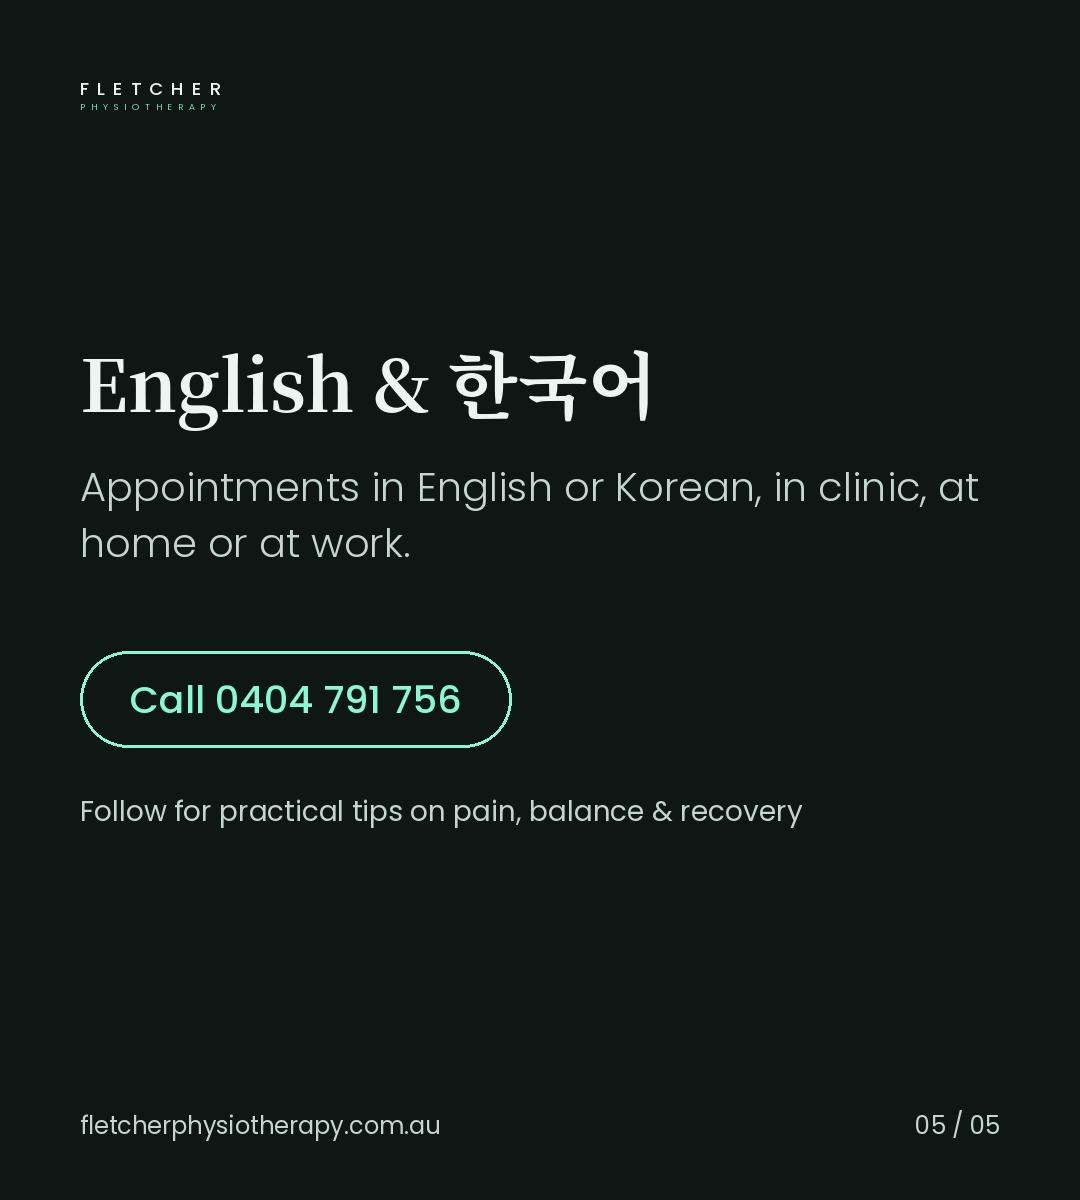 FLETCHER
PHYSIOTHERAPY
English & 한국어
Appointments in English or Korean, in clinic, at
home or at work.
Call 0404 791 756
Follow for practical tips on pain, balance & recovery
fletcherphysiotherapy.com.au
05 / 05